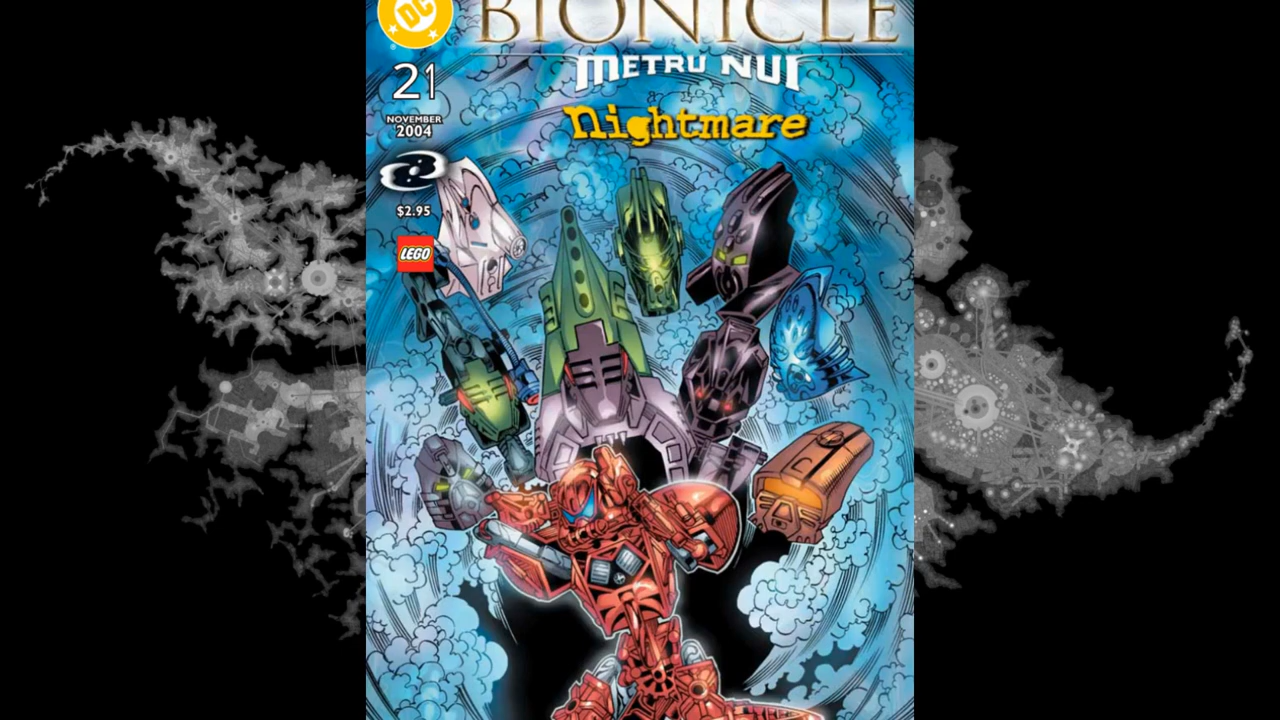 DC
BIONICLE
METRU NUI
21
Nightmare
NOVEMBER
2004
$2.95
LEGO